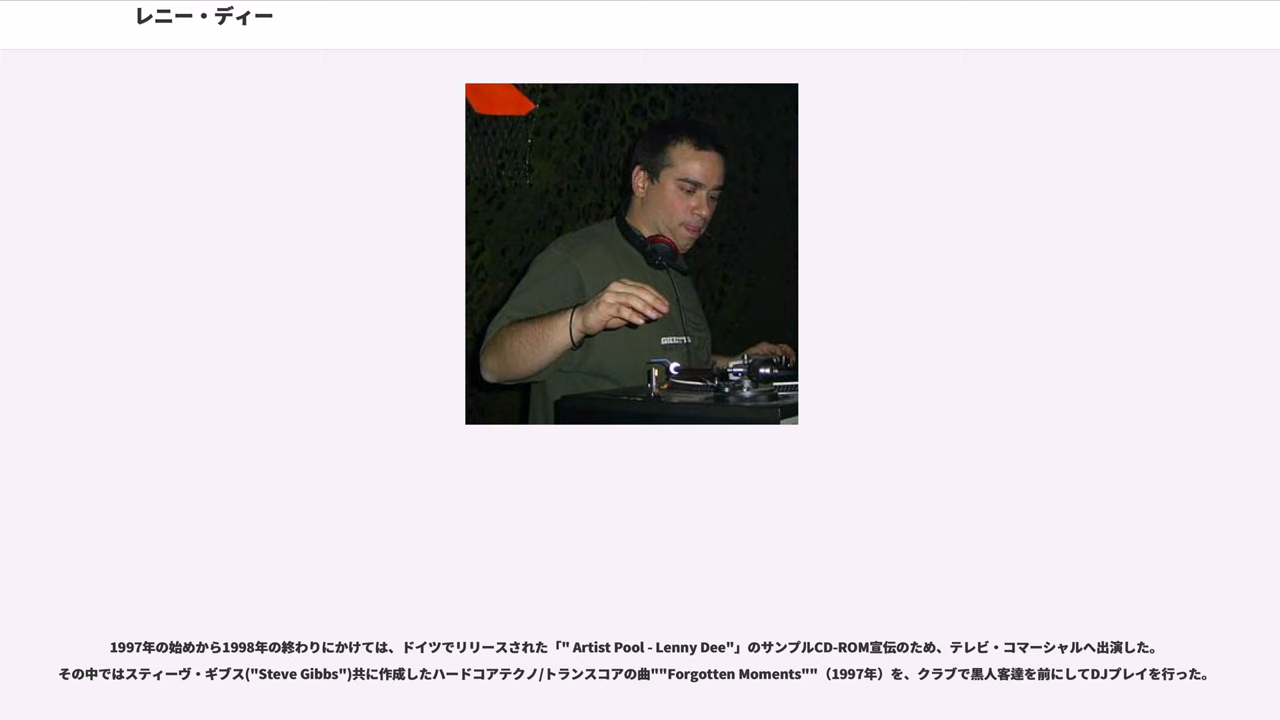 レニー・ディー
1997年の始めから1998年の終わりにかけては、ドイツでリリースされた「" Artist Pool - Lenny Dee"」のサンプルCD-ROM宣伝のため、テレビ・コマーシャルへ出演した。
その中ではスティーヴ・ギブス("Steve Gibbs")共に作成したハードコアテクノ/トランスコアの曲""Forgotten Moments""（1997年）を、クラブで黒人客達を前にしてDJプレイを行った。